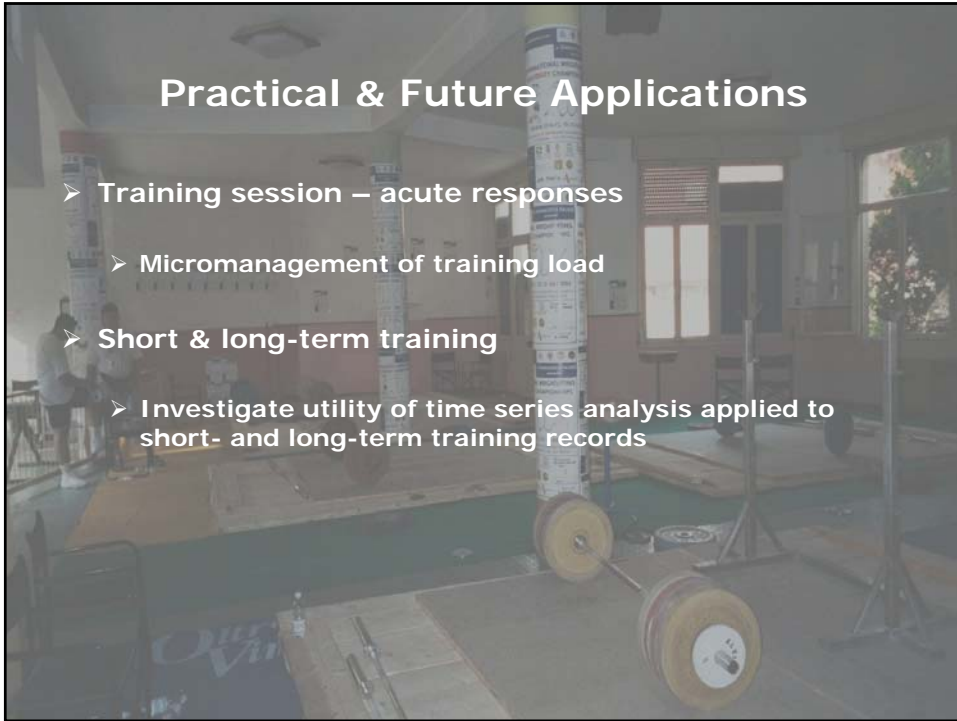 Practical & Future Applications
➢ Training session – acute responses
➢ Micromanagement of training load
➢ Short & long-term training
➢ Investigate utility of time series analysis applied to
short- and long-term training records